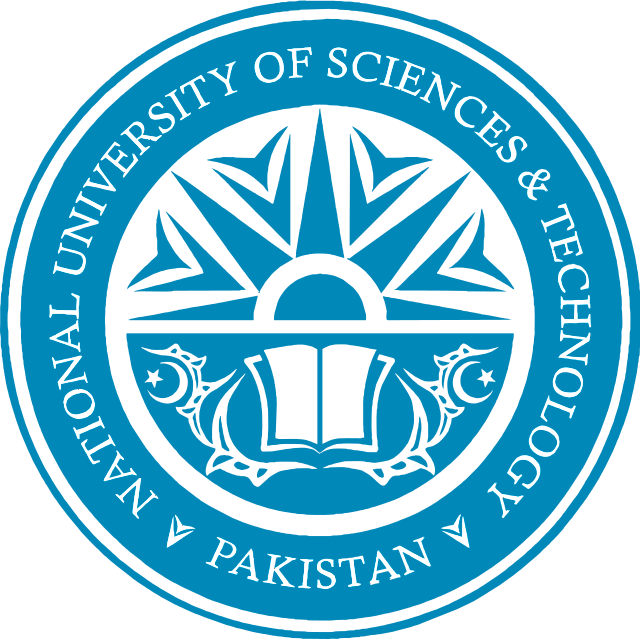 NATIONAL UNIVERSITY OF SCIENCES & TECHNOLOGY
PAKISTAN